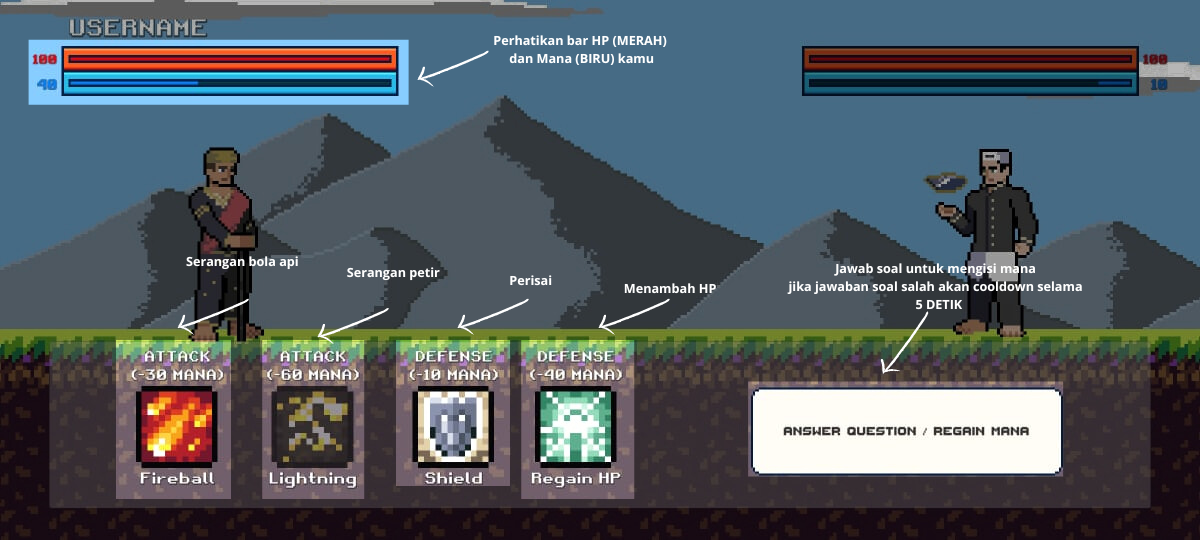 USERNAME
100
40
Perhatikan bar HP (MERAH)
dan Mana (BIRU) kamu
100
10
Serangan bola api
Serangan petir
Perisai
Menambah HP
Jawab soal untuk mengisi mana
jika jawaban soal salah akan cooldown selama
5 DETIK
ATTACK
(-30 MANA)
Fireball
ATTACK
(-60 MANA)
Lightning
DEFENSE
(-10 MANA)
Shield
DEFENSE
(-40 MANA)
Regain HP
ANSWER QUESTION / REGAIN MANA